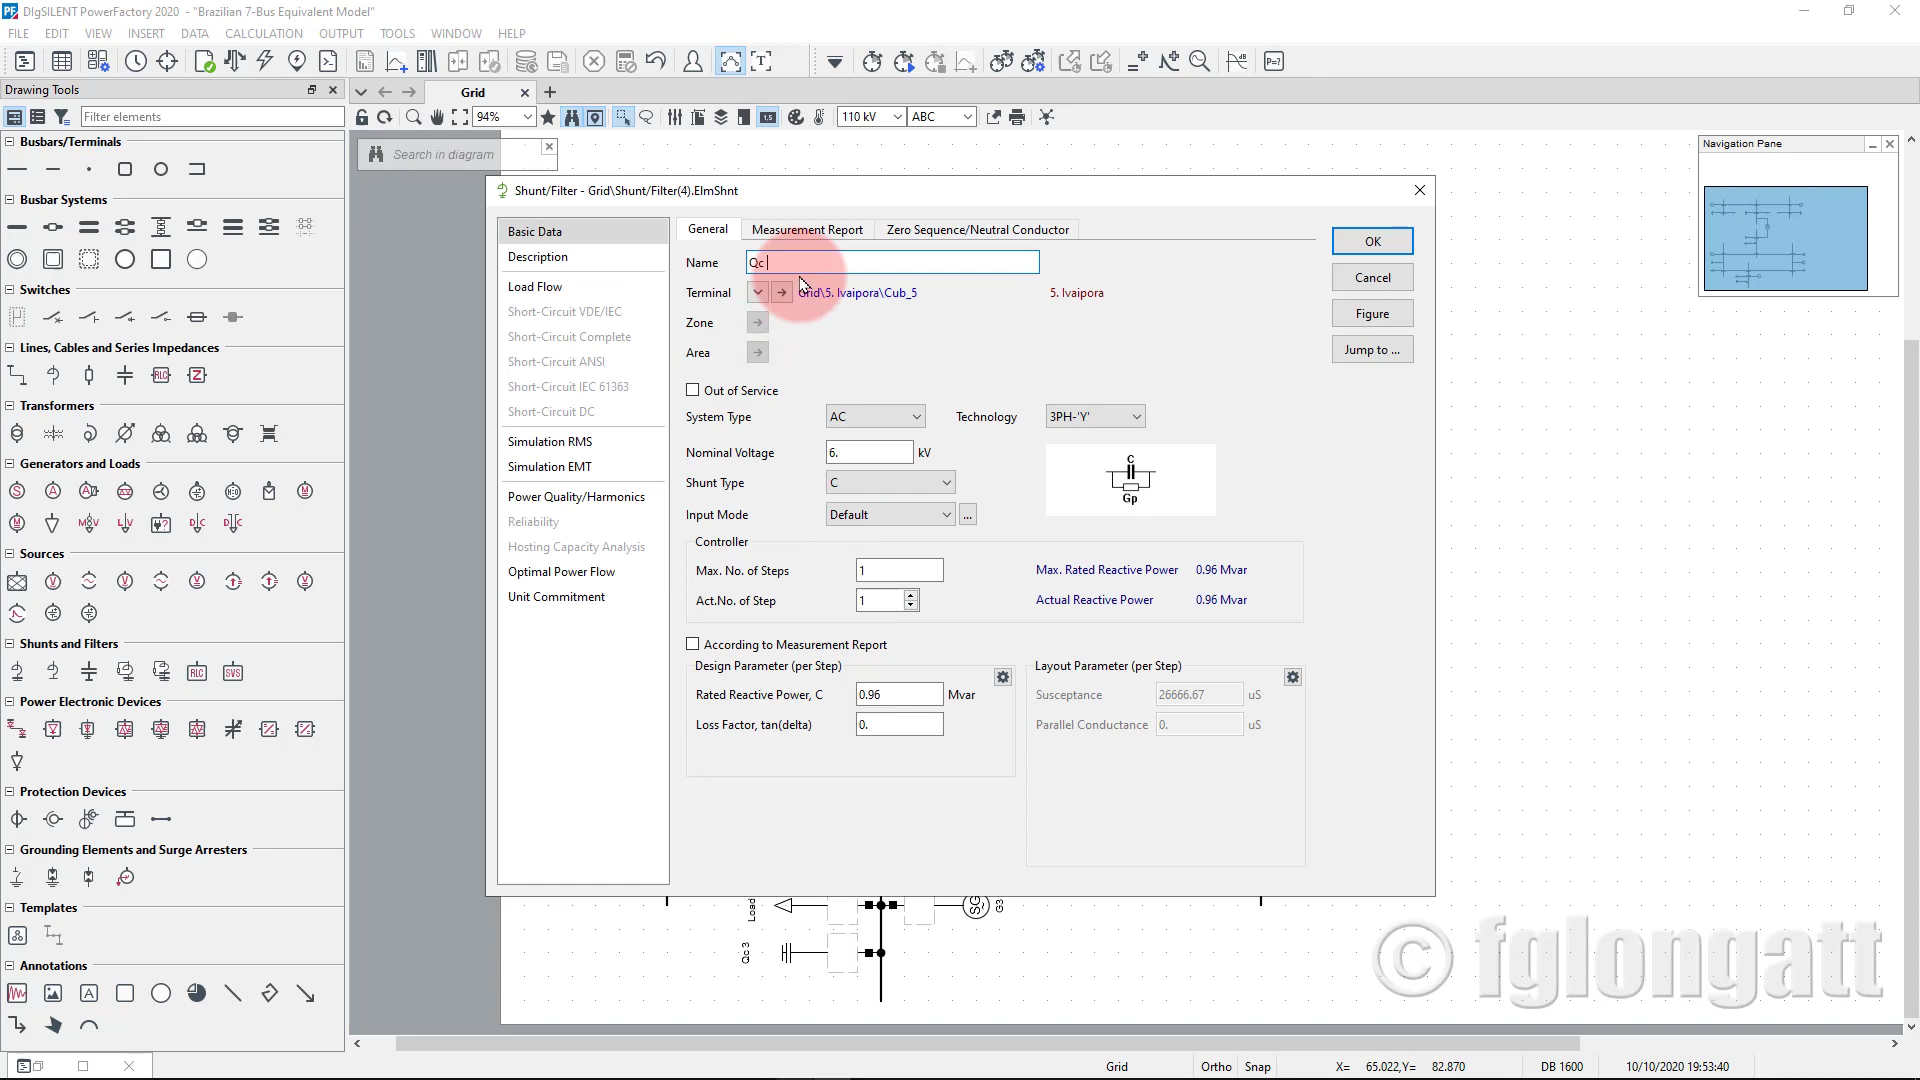 DIgSILENT PowerFactory 2020 - "Brazilian 7-Bus Equivalent Model"
FILE EDIT VIEW INSERT DATA CALCULATION OUTPUT TOOLS WINDOW HELP
Drawing Tools
Grid
Filter elements
94%
1.5
110 kV
ABC
Busbars/Terminals
Search in diagram
Navigation Pane
Busbar Systems
Switches
Lines, Cables and Series Impedances
Transformers
Generators and Loads
Sources
Shunts and Filters
Power Electronic Devices
Protection Devices
Grounding Elements and Surge Arresters
Templates
Annotations
Shunt/Filter - Grid\Shunt/Filter(4).ElmShnt
Basic Data
Description
Load Flow
Short-Circuit VDE/IEC
Short-Circuit Complete
Short-Circuit ANSI
Short-Circuit IEC 61363
Short-Circuit DC
Simulation RMS
Simulation EMT
Power Quality/Harmonics
Reliability
Hosting Capacity Analysis
Optimal Power Flow
Unit Commitment
General Measurement Report Zero Sequence/Neutral Conductor
Name Qc
Terminal Grid\5. Ivaipora\Cub_5 5. Ivaipora
Zone
Area
Out of Service
System Type AC Technology 3PH-'Y'
Nominal Voltage 6. kV
Shunt Type C
Input Mode Default ...
C
Gp
Controller
Max. No. of Steps 1 Max. Rated Reactive Power 0.96 Mvar
Act.No. of Step 1 Actual Reactive Power 0.96 Mvar
According to Measurement Report
Design Parameter (per Step) Layout Parameter (per Step)
Rated Reactive Power, C 0.96 Mvar Susceptance 26666.67 uS
Loss Factor, tan(delta) 0. Parallel Conductance 0. uS
OK
Cancel
Figure
Jump to ...
Load
SG
G3
Qc 3
© fglongatt
Grid Ortho Snap X= 65.022,Y= 82.870 DB 1600 10/10/2020 19:53:40